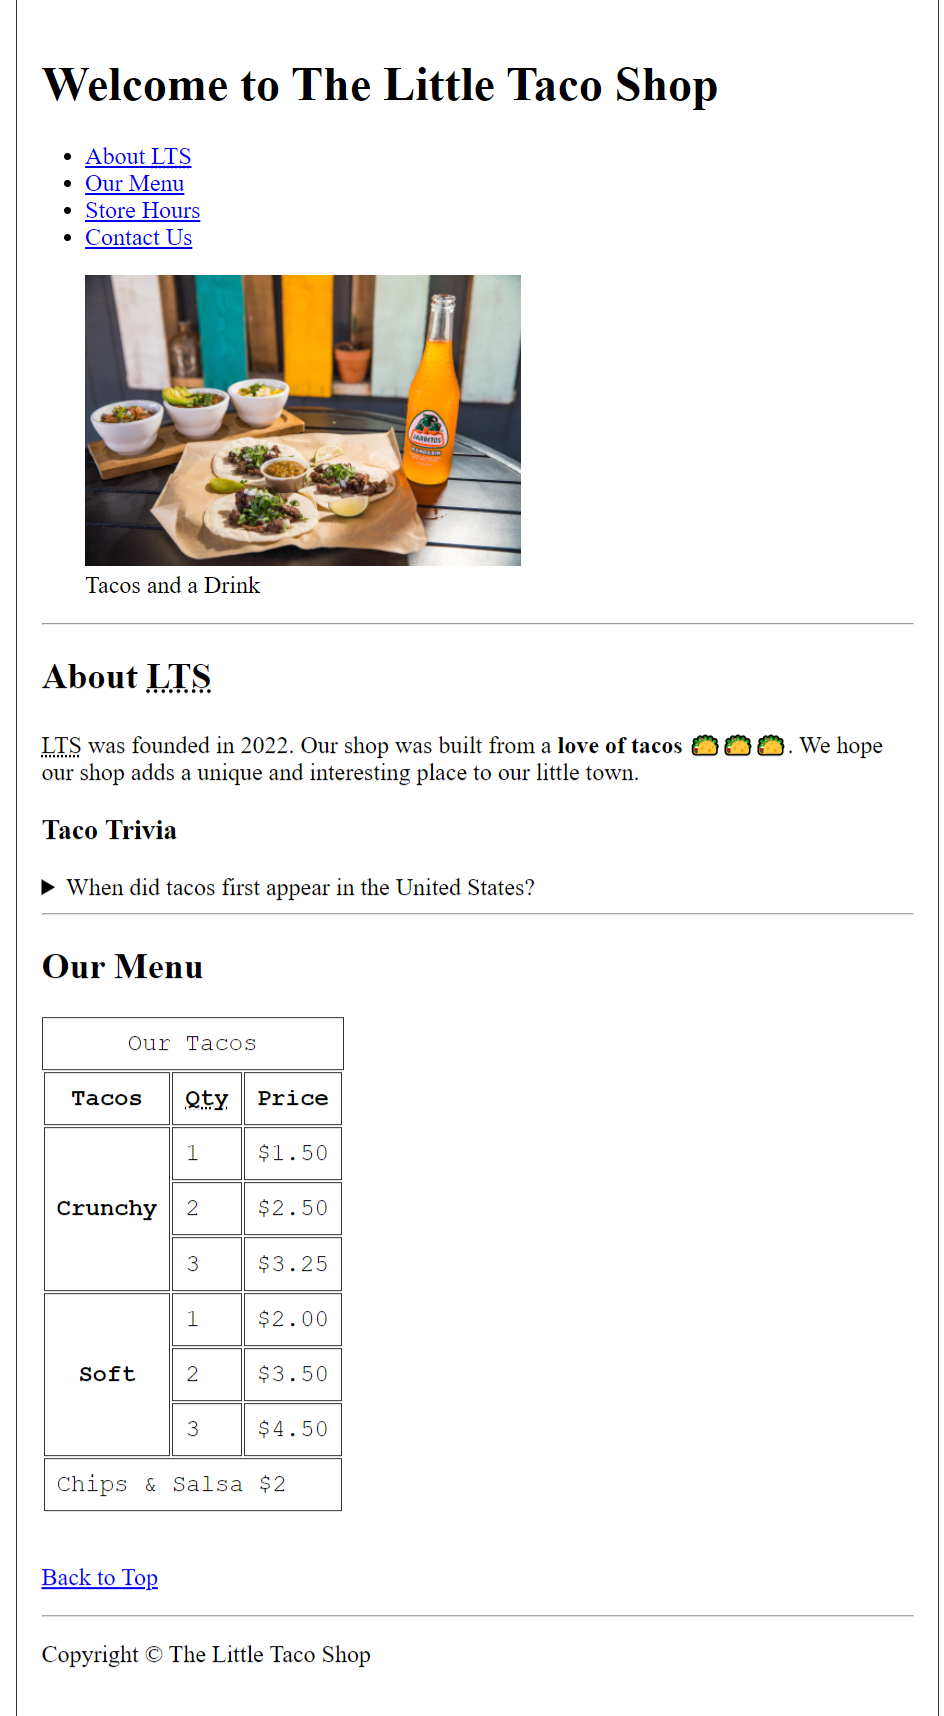 Welcome to The Little Taco Shop
About LTS
Our Menu
Store Hours
Contact Us
JARRITOS
MANDARIN
Tacos and a Drink
About LTS
LTS was founded in 2022. Our shop was built from a love of tacos 🌮🌮🌮. We hope
our shop adds a unique and interesting place to our little town.
Taco Trivia
When did tacos first appear in the United States?
Our Menu
Our Tacos
Tacos Qty Price
Crunchy 1 $1.50
2 $2.50
3 $3.25
Soft 1 $2.00
2 $3.50
3 $4.50
Chips & Salsa $2
Back to Top
Copyright © The Little Taco Shop